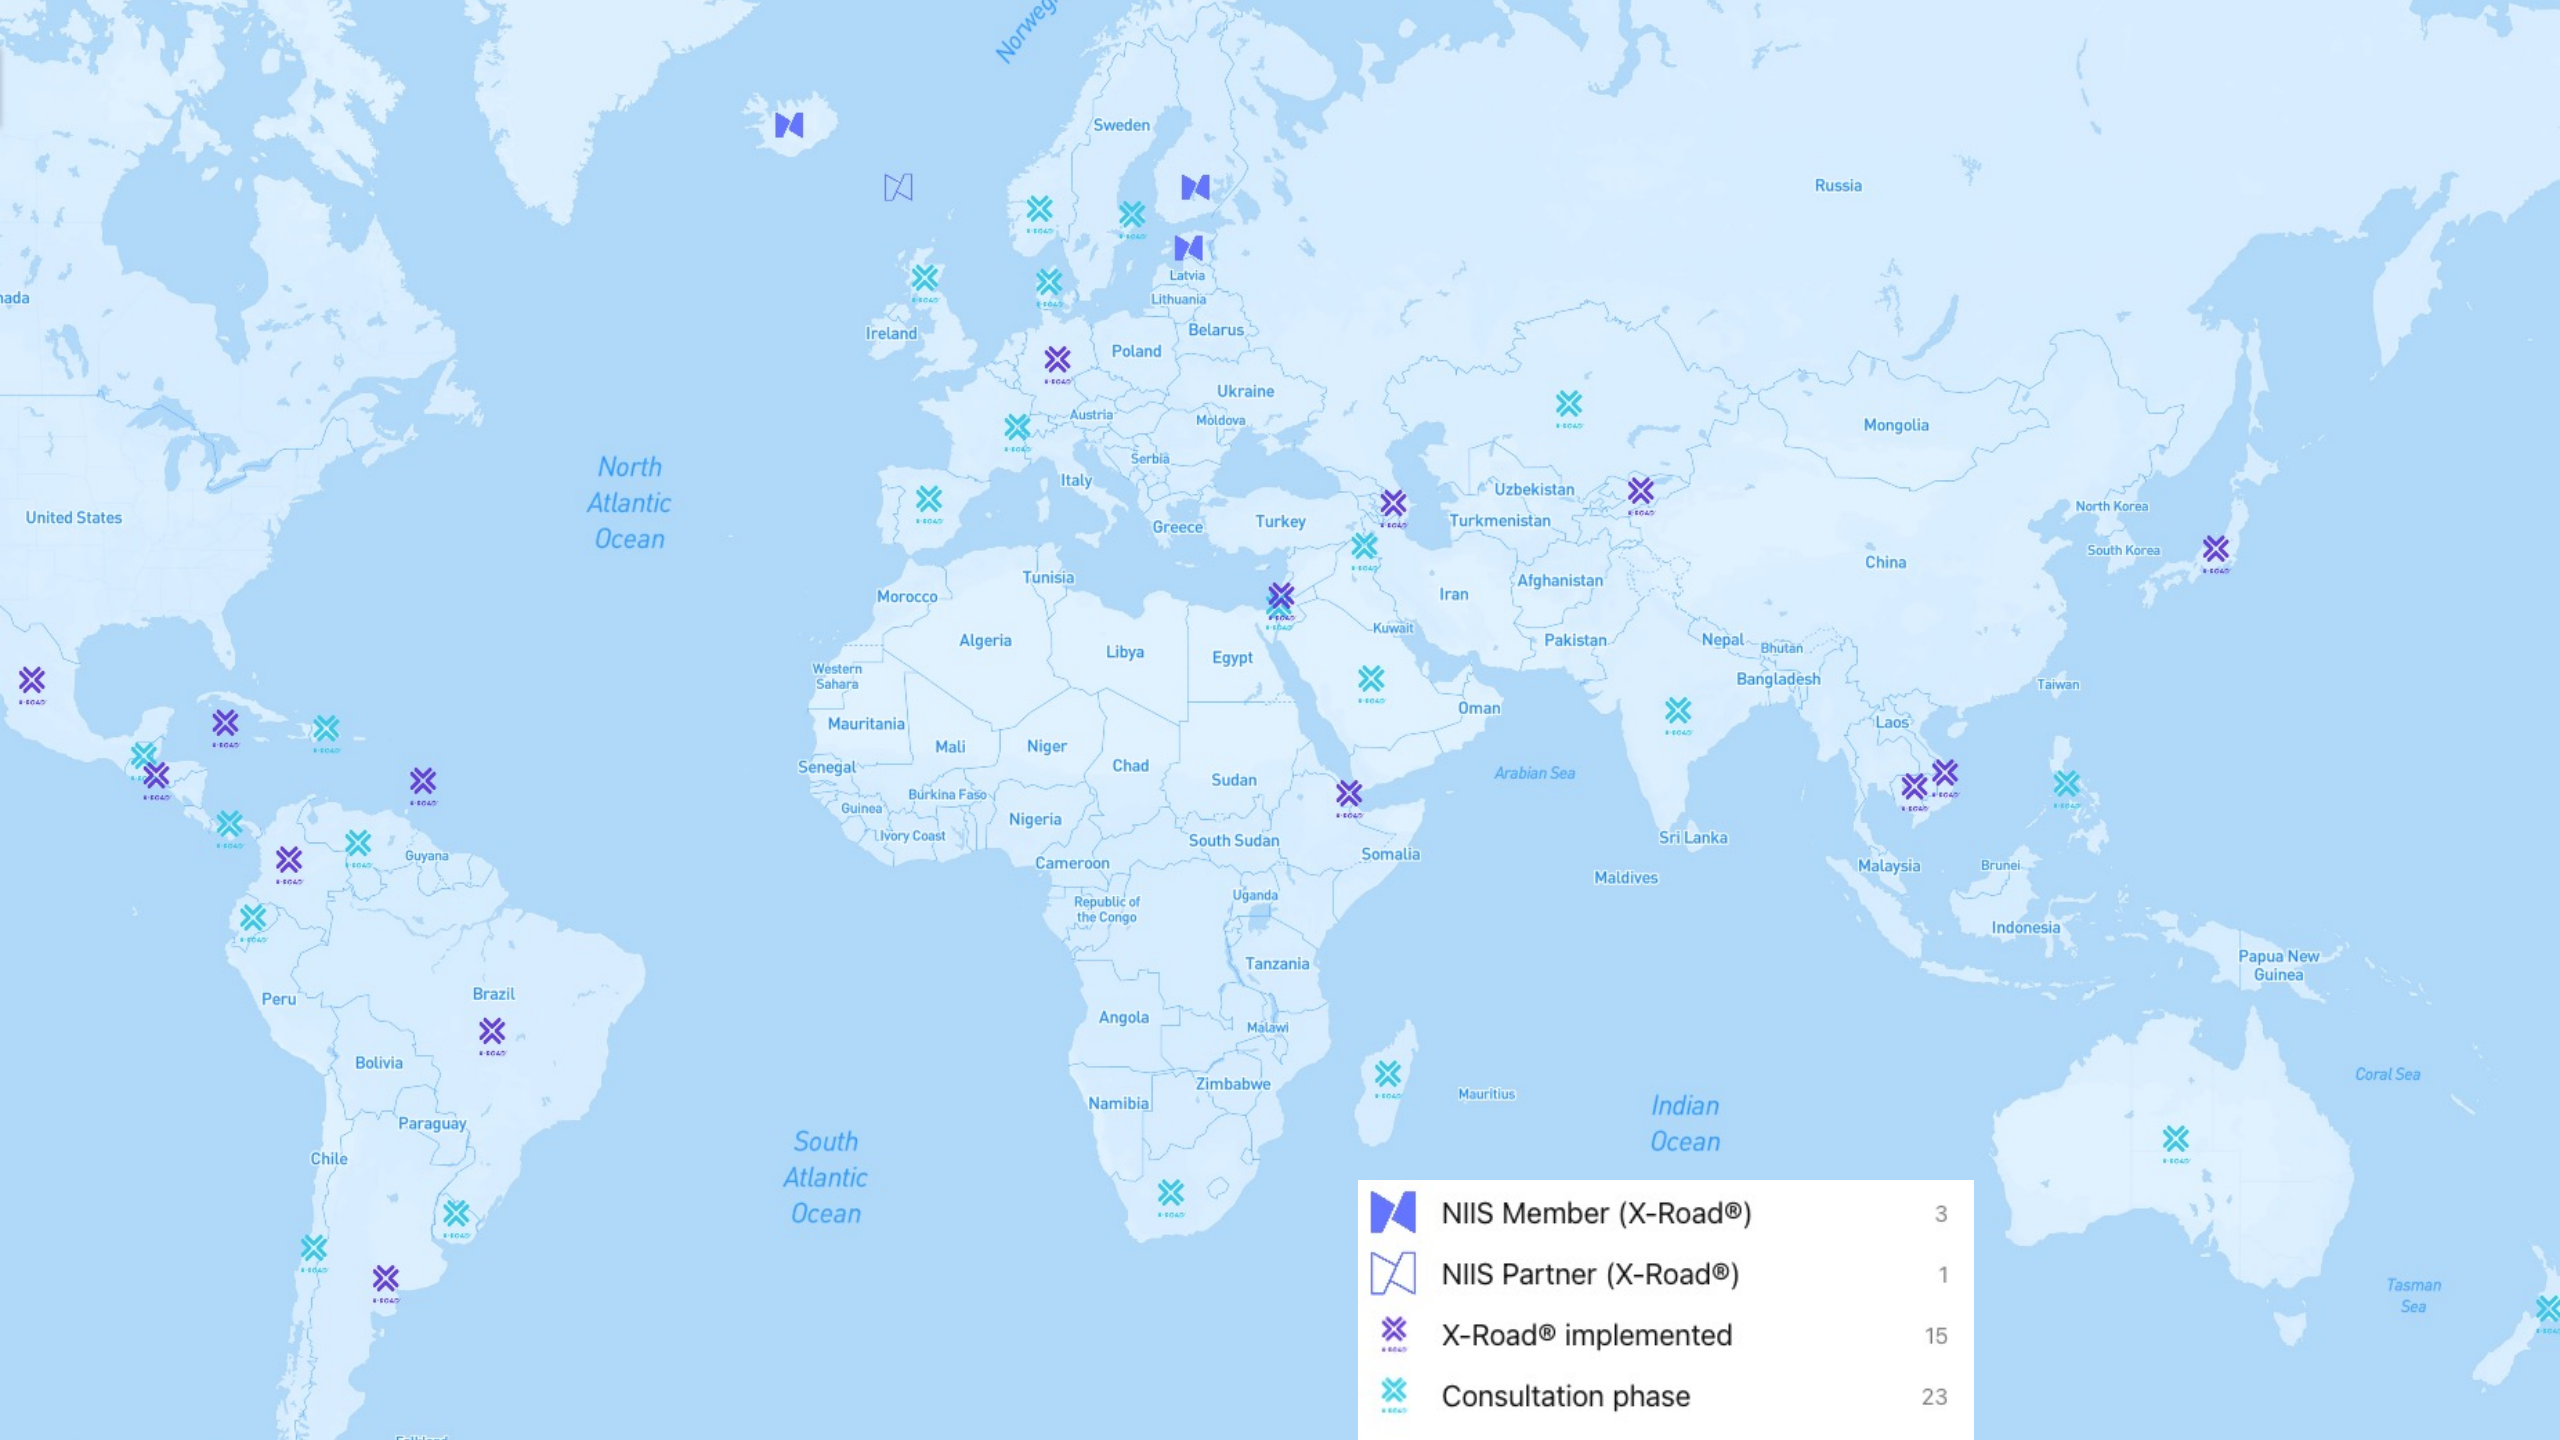 Norweg
Sweden
Russia
Latvia
Lithuania
nada
Ireland
Belarus
Poland
Ukraine
Austria
Moldova
Mongolia
Serbia
North
Atlantic
Ocean
Italy
Uzbekistan
United States
Greece
Turkey
Turkmenistan
North Korea
South Korea
China
Tunisia
Morocco
Afghanistan
Iran
Algeria
Libya
Egypt
Kuwait
Pakistan
Nepal
Bhutan
Western
Sahara
Bangladesh
Taiwan
Oman
Mauritania
Laos
Mali
Niger
Chad
Senegal
Sudan
Arabian Sea
Burkina Faso
Guinea
Nigeria
Ivory Coast
South Sudan
Sri Lanka
Guyana
Cameroon
Somalia
Maldives
Malaysia
Brunei
Republic of
the Congo
Uganda
Indonesia
Papua New
Guinea
Tanzania
Peru
Brazil
Angola
Malawi
Bolivia
Zimbabwe
Coral Sea
Namibia
Mauritius
Indian
Ocean
Paraguay
Chile
South
Atlantic
Ocean
Tasman
Sea
NIIS Member (X-Road®) 3
NIIS Partner (X-Road®) 1
X-Road® implemented 15
Consultation phase 23